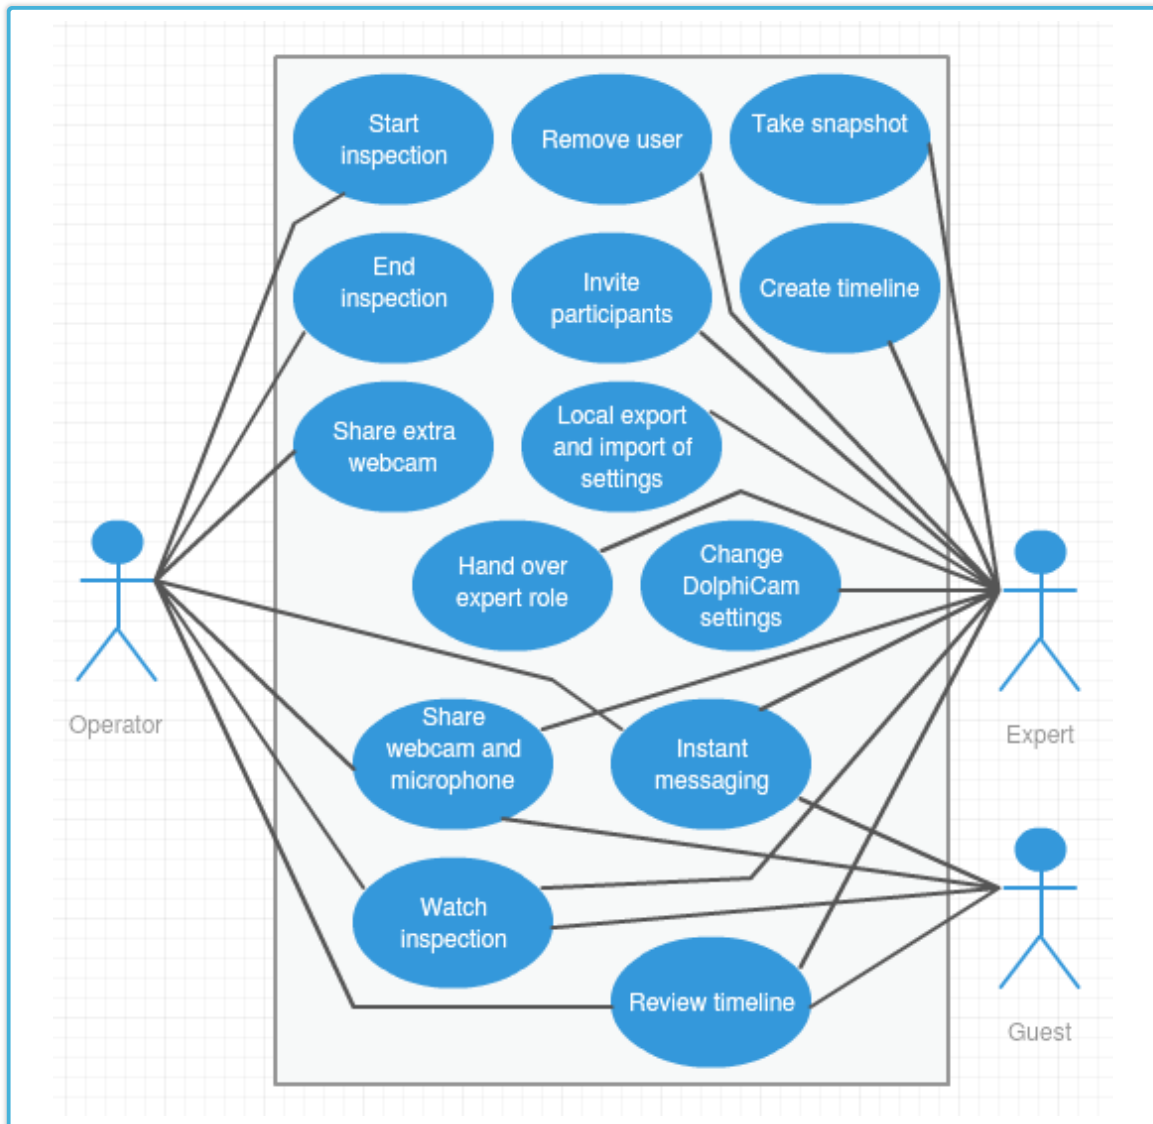 Start
inspection
Remove user
Take snapshot
End
inspection
Invite
participants
Create timeline
Share extra
webcam
Local export
and import of
settings
Hand over
expert role
Change
DolphiCam
settings
Operator
Expert
Share
webcam and
microphone
Instant
messaging
Watch
inspection
Review timeline
Guest